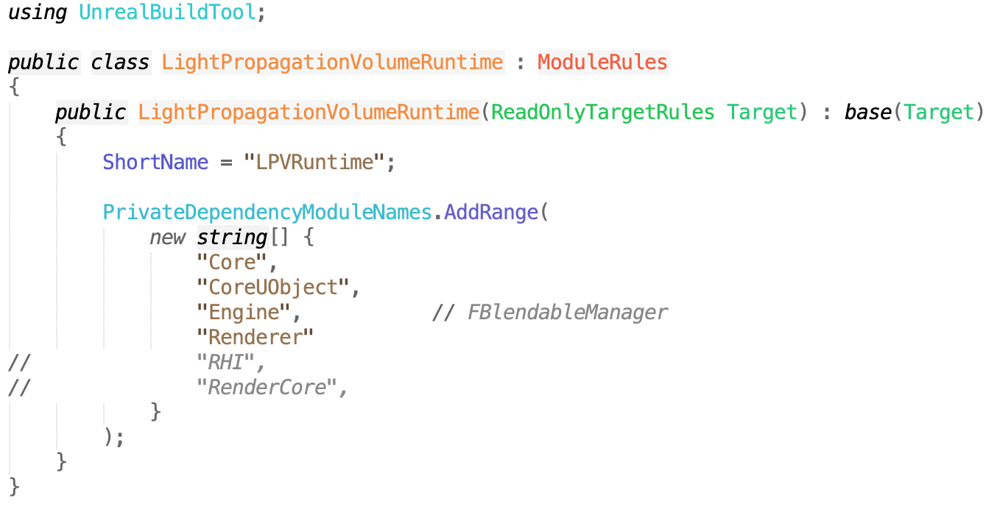 using UnrealBuildTool;

public class LightPropagationVolumeRuntime : ModuleRules
{
    public LightPropagationVolumeRuntime(ReadOnlyTargetRules Target) : base(Target)
    {
        ShortName = "LPVRuntime";

        PrivateDependencyModuleNames.AddRange(
            new string[] {
                "Core",
                "CoreUObject",
                "Engine",           // FBlendableManager
                "Renderer"
//              "RHI",
//              "RenderCore",
            }
        );
    }
}